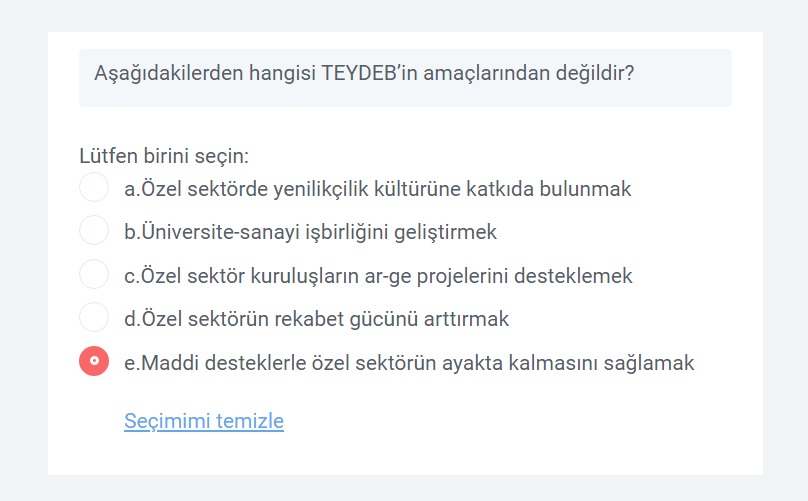 Aşağıdakilerden hangisi TEYDEB’in amaçlarından değildir?
Lütfen birini seçin:
a.Özel sektörde yenilikçilik kültürüne katkıda bulunmak
b.Üniversite-sanayi işbirliğini geliştirmek
c.Özel sektör kuruluşların ar-ge projelerini desteklemek
d.Özel sektörün rekabet gücünü arttırmak
e.Maddi desteklerle özel sektörün ayakta kalmasını sağlamak
Seçimimi temizle